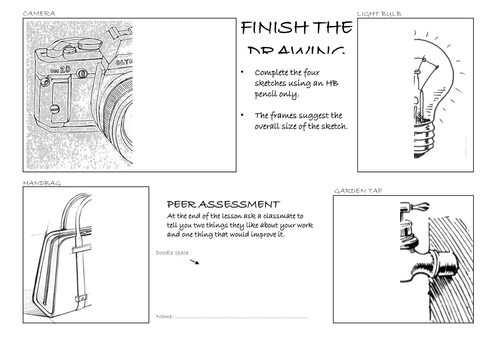 CAMERA
FINISH THE
DRAWING
LIGHT BULB
• Complete the four
sketches using an HB
pencil only.
• The frames suggest the
overall size of the sketch.
HANDBAG
PEER ASSESSMENT
At the end of the lesson ask a classmate to
tell you two things they like about your work
and one thing that would improve it.
GARDEN TAP
Doodle space
Name